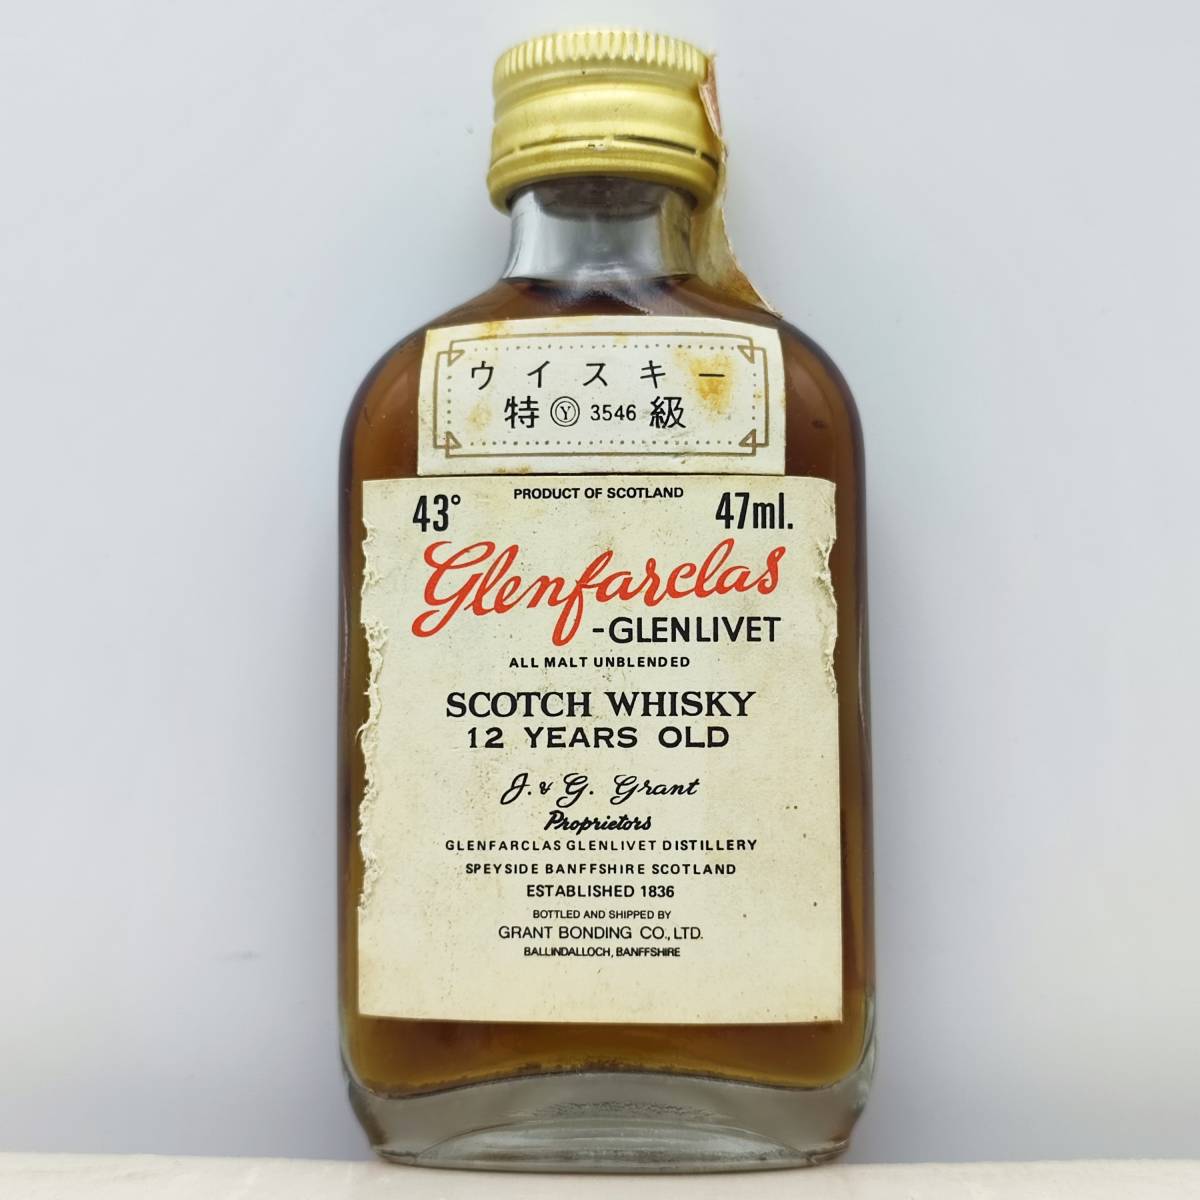 ウイスキー
特 Ⓨ 3546 級
PRODUCT OF SCOTLAND
43° 47ml.
Glenfarclas
-GLENLIVET
ALL MALT UNBLENDED
SCOTCH WHISKY
12 YEARS OLD
J. & G. Grant
Proprietors
GLENFARCLAS GLENLIVET DISTILLERY
SPEYSIDE BANFFSHIRE SCOTLAND
ESTABLISHED 1836
BOTTLED AND SHIPPED BY
GRANT BONDING CO., LTD.
BALLINDALLOCH, BANFFSHIRE